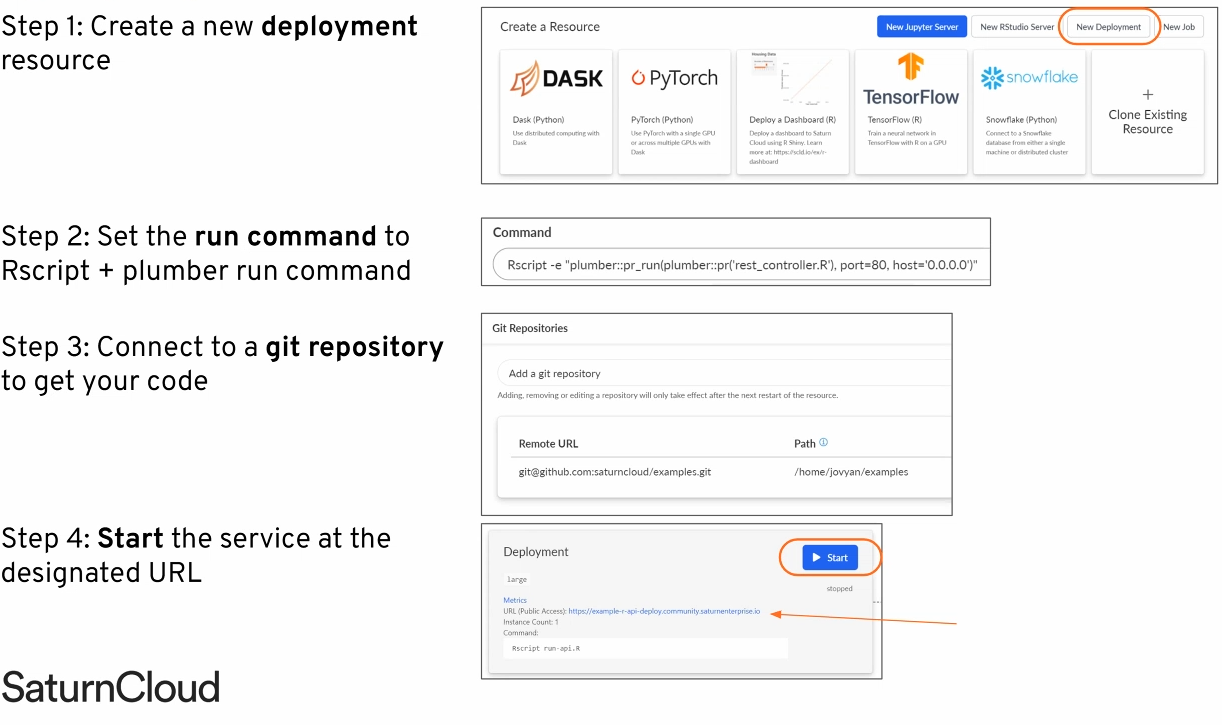 Step 1: Create a new deployment
resource
Create a Resource
New Jupyter Server
New RStudio Server
New Deployment
New Job
DASK
Dask (Python)
Use distributed computing with
Dask
PyTorch
PyTorch (Python)
Use PyTorch with a single GPU
or across multiple GPUs with
Dask
Housing Data
Deploy a Dashboard (R)
Deploy a dashboard to Saturn
Cloud using R Shiny. Learn
more at: https://scld.io/ex/r-
dashboard
TensorFlow
TensorFlow (R)
Train a neural network in
TensorFlow with R on a GPU
snowflake
Snowflake (Python)
Connect to a Snowflake
database from either a single
machine or distributed cluster
+
Clone Existing
Resource
Step 2: Set the run command to
Rscript + plumber run command
Command
Rscript -e "plumber::pr_run(plumber::pr('rest_controller.R'), port=80, host='0.0.0.0')"
Step 3: Connect to a git repository
to get your code
Git Repositories
Add a git repository
Adding, removing or editing a repository will only take effect after the next restart of the resource.
Remote URL
Path
git@github.com:saturncloud/examples.git
/home/jovyan/examples
Step 4: Start the service at the
designated URL
Deployment
Start
large
stopped
Metrics
URL (Public Access): https://example-r-api-deploy.community.saturnenterprise.io
Instance Count: 1
Command:
Rscript run-api.R
SaturnCloud